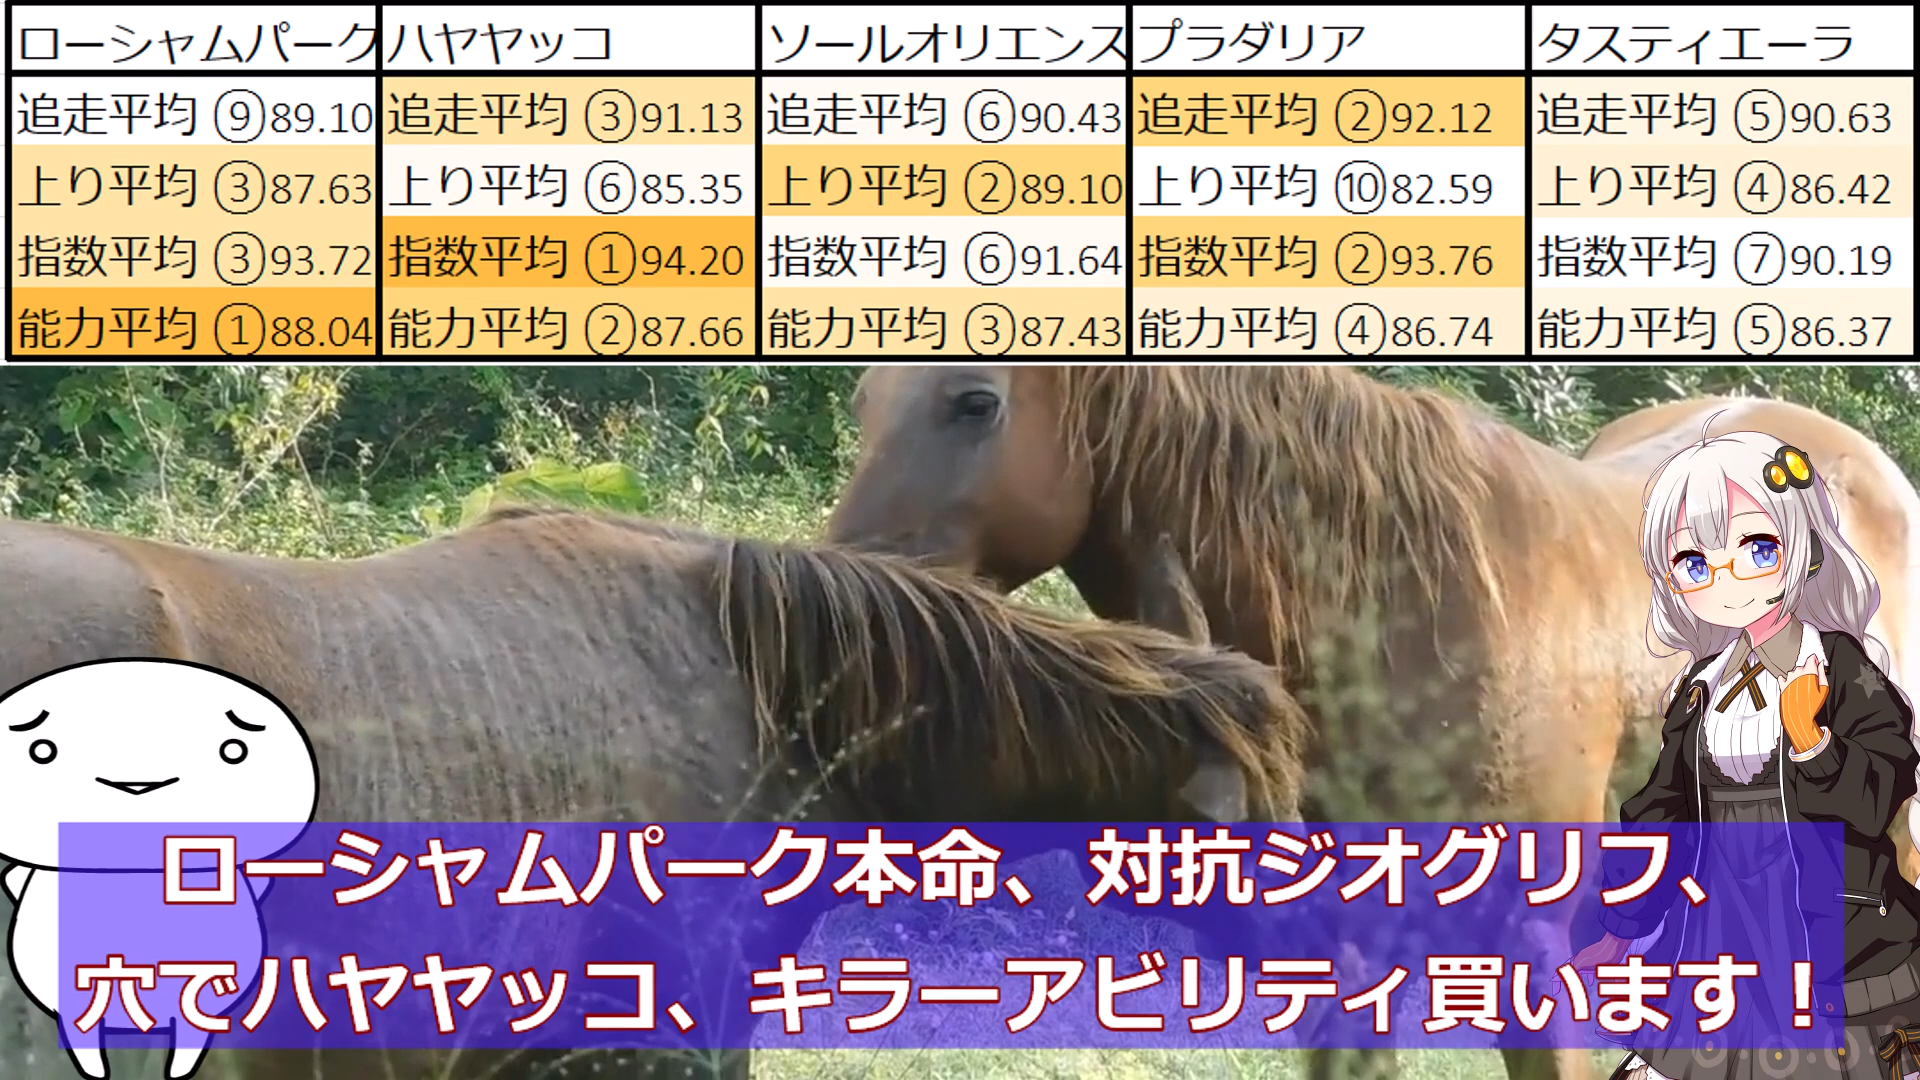 ローシャムパーク ハヤヤッコ ソールオリエンス プラダリア タスティエーラ
追走平均 ⑨89.10 追走平均 ③91.13 追走平均 ⑥90.43 追走平均 ②92.12 追走平均 ⑤90.63
上り平均 ③87.63 上り平均 ⑥85.35 上り平均 ②89.10 上り平均 ⑩82.59 上り平均 ④86.42
指数平均 ③93.72 指数平均 ①94.20 指数平均 ⑥91.64 指数平均 ②93.76 指数平均 ⑦90.19
能力平均 ①88.04 能力平均 ②87.66 能力平均 ③87.43 能力平均 ④86.74 能力平均 ⑤86.37
ローシャムパーク本命、対抗ジオグリフ、
穴でハヤヤッコ、キラーアビリティ買います！